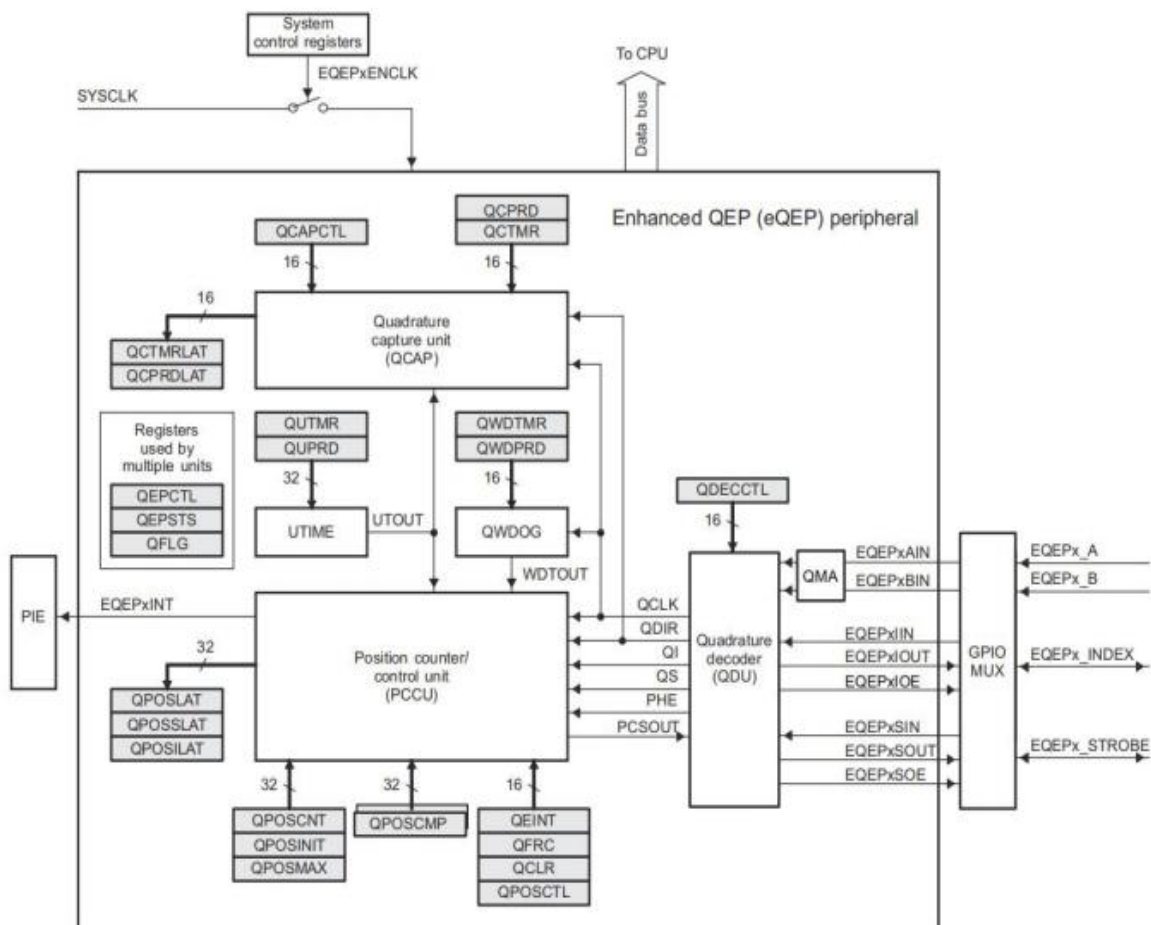 System
control registers
To CPU
EQEPxENCLK
SYSCLK
Data bus
Enhanced QEP (eQEP) peripheral
QCPRD
QCAPCTL
QCTMR
16
16
16
Quadrature
capture unit
(QCAP)
QCTMRLAT
QCPRDLAT
Registers
used by
multiple units
QEPCTL
QEPSTS
QFLG
QUTMR
QUPRD
QWDTMR
QWDPRD
32
16
UTIME
UTOUT
QWDOG
WDTOUT
QDECCTL
16
EQEPxAIN
EQEPxBIN
QMA
EQEPx_A
EQEPx_B
PIE
EQEPxINT
32
Position counter/
control unit
(PCCU)
QCLK
QDIR
QI
QS
PHE
PCSOUT
Quadrature
decoder
(QDU)
EQEPxIIN
EQEPxIOUT
EQEPxIOE
EQEPxSIN
EQEPxSOUT
EQEPxSOE
GPIO
MUX
EQEPx_INDEX
EQEPx_STROBE
QPOSLAT
QPOSSLAT
QPOSILAT
32
32
16
QPOSCNT
QPOSINIT
QPOSMAX
QPOSCMP
QEINT
QFRC
QCLR
QPOSCTL